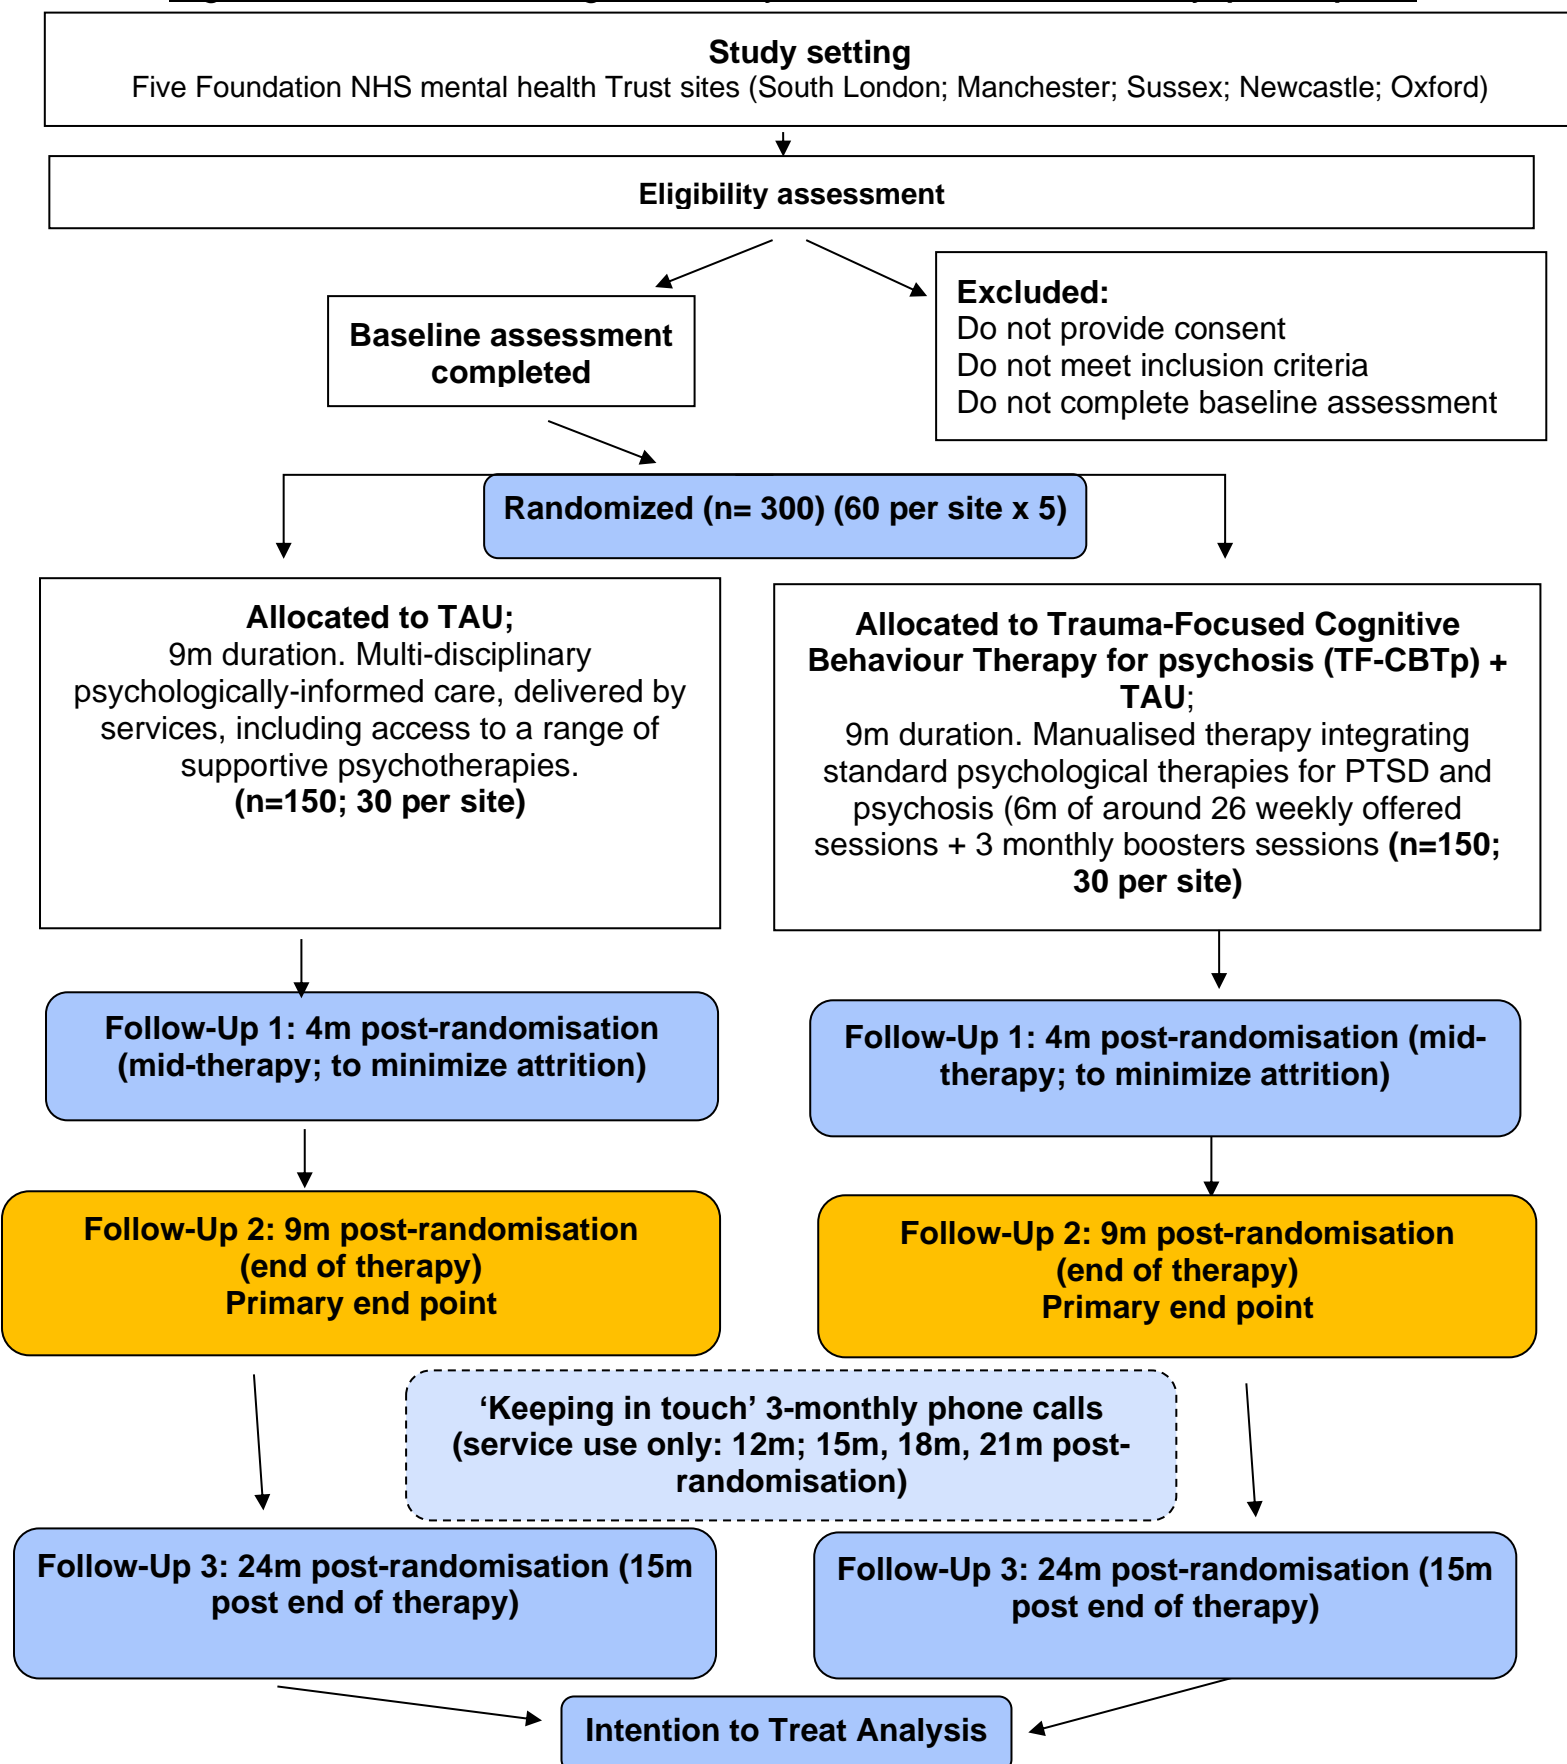 Study setting
Five Foundation NHS mental health Trust sites (South London; Manchester; Sussex; Newcastle; Oxford)
Eligibility assessment
Baseline assessment
completed
Excluded:
Do not provide consent
Do not meet inclusion criteria
Do not complete baseline assessment
Randomized (n= 300) (60 per site x 5)
Allocated to TAU;
9m duration. Multi-disciplinary
psychologically-informed care, delivered by
services, including access to a range of
supportive psychotherapies.
(n=150; 30 per site)
Allocated to Trauma-Focused Cognitive
Behaviour Therapy for psychosis (TF-CBTp) +
TAU;
9m duration. Manualised therapy integrating
standard psychological therapies for PTSD and
psychosis (6m of around 26 weekly offered
sessions + 3 monthly boosters sessions (n=150;
30 per site)
Follow-Up 1: 4m post-randomisation
(mid-therapy; to minimize attrition)
Follow-Up 1: 4m post-randomisation (mid-
therapy; to minimize attrition)
Follow-Up 2: 9m post-randomisation
(end of therapy)
Primary end point
Follow-Up 2: 9m post-randomisation
(end of therapy)
Primary end point
‘Keeping in touch’ 3-monthly phone calls
(service use only: 12m; 15m, 18m, 21m post-
randomisation)
Follow-Up 3: 24m post-randomisation (15m
post end of therapy)
Follow-Up 3: 24m post-randomisation (15m
post end of therapy)
Intention to Treat Analysis